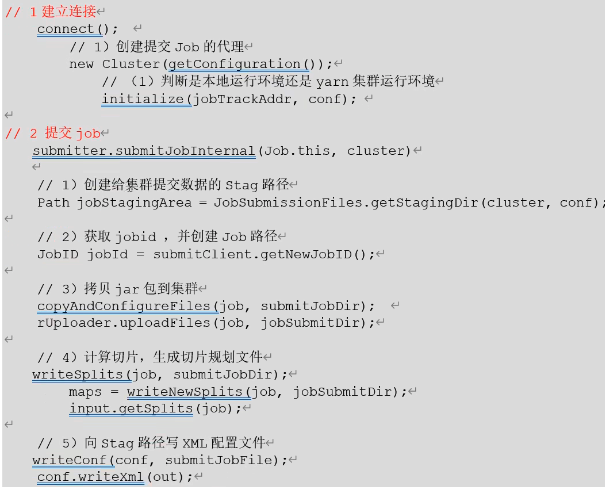 // 1 建立连接
connect();
// 1）创建提交 Job 的代理
new Cluster(getConfiguration());
// （1）判断是本地运行环境还是 yarn 集群运行环境
initialize(jobTrackAddr, conf);
// 2 提交 job
submitter.submitJobInternal(Job.this, cluster)
// 1）创建给集群提交数据的 Stag 路径
Path jobStagingArea = JobSubmissionFiles.getStagingDir(cluster, conf);
// 2）获取 jobid ，并创建 Job 路径
JobID jobId = submitClient.getNewJobID();
// 3）拷贝 jar 包到集群
copyAndConfigureFiles(job, submitJobDir);
rUploader.uploadFiles(job, jobSubmitDir);
// 4）计算切片，生成切片规划文件
writeSplits(job, submitJobDir);
maps = writeNewSplits(job, jobSubmitDir);
input.getSplits(job);
// 5）向 Stag 路径写 XML 配置文件
writeConf(conf, submitJobFile);
conf.writeXml(out);